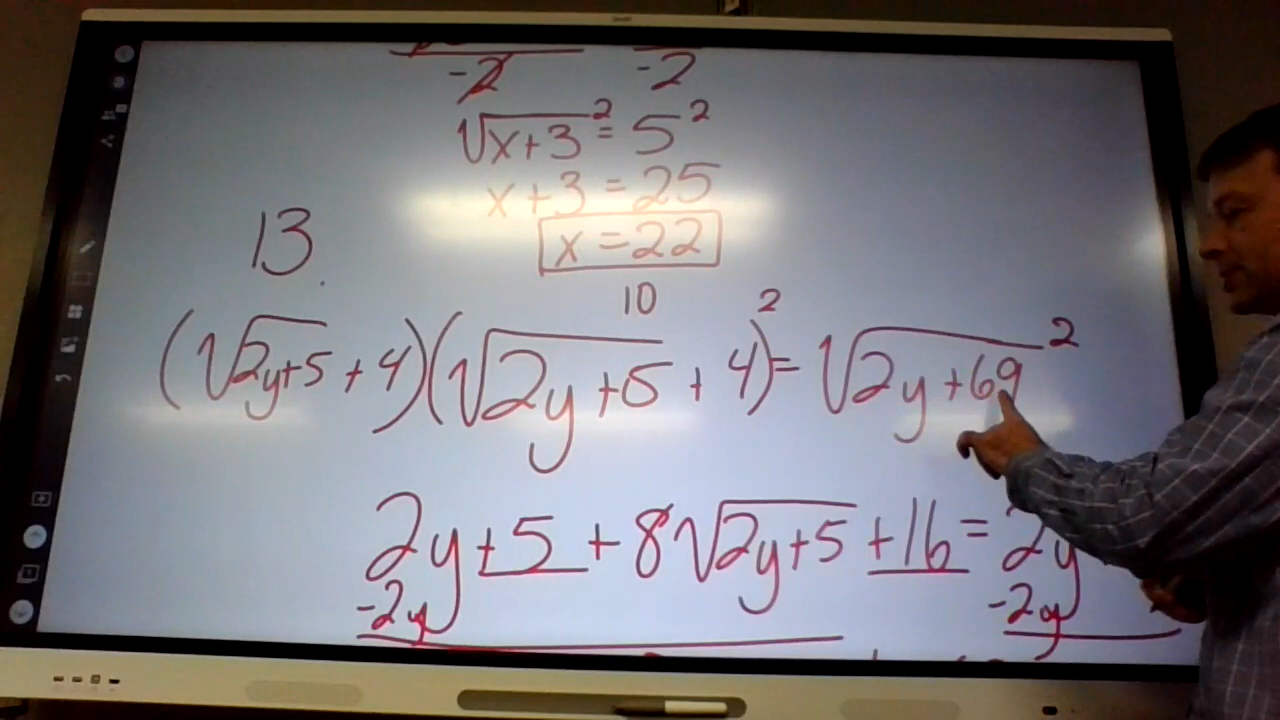 -2 -2
√x+3² = 5²
x+3 = 25
13. x = 22
10
(√2y+5 + 4)(√2y+5 + 4)² = √2y+69²
2y+5 + 8√2y+5 +16 = 2y
-2y -2y